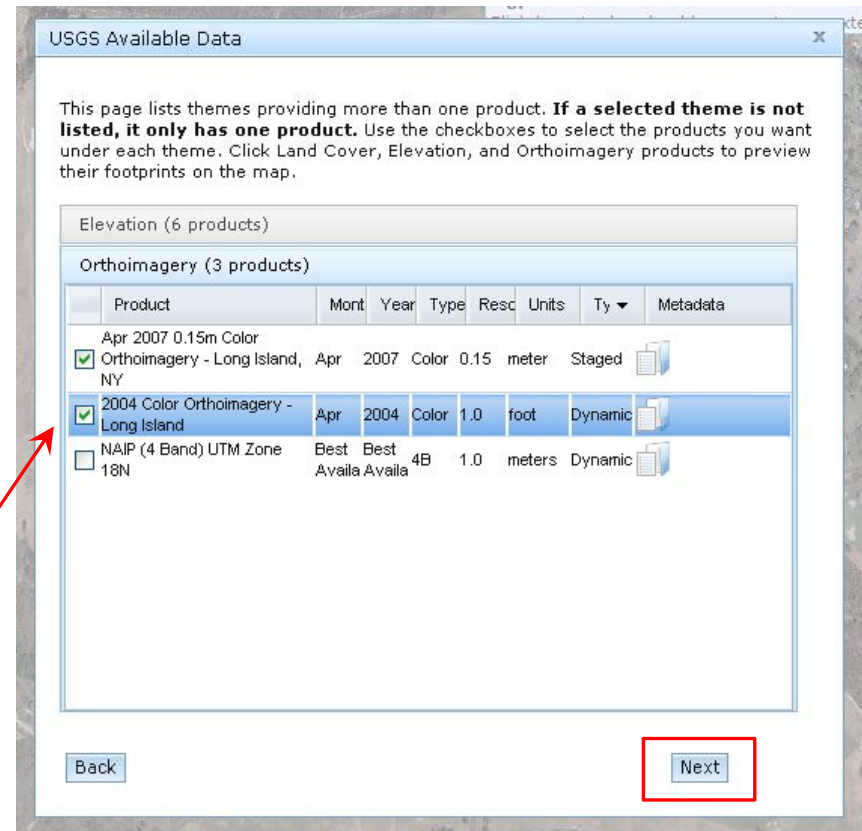 USGS Available Data x
This page lists themes providing more than one product. If a selected theme is not
listed, it only has one product. Use the checkboxes to select the products you want
under each theme. Click Land Cover, Elevation, and Orthoimagery products to preview
their footprints on the map.
Elevation (6 products)
Orthoimagery (3 products)
Product Mont Year Type Resc Units Ty Metadata
Apr 2007 0.15m Color
Orthoimagery - Long Island, Apr 2007 Color 0.15 meter Staged
NY
2004 Color Orthoimagery -
Long Island Apr 2004 Color 1.0 foot Dynamic
NAIP (4 Band) UTM Zone Best Best
18N Availa Availa 4B 1.0 meters Dynamic
Back Next